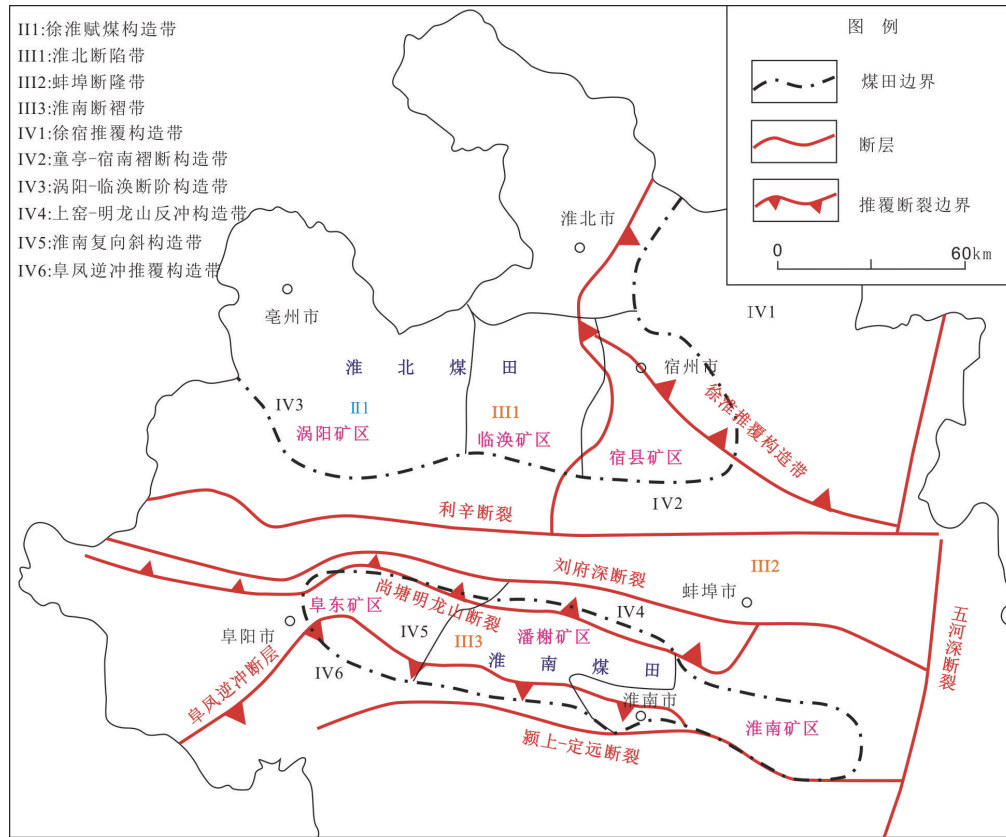 II1:徐淮赋煤构造带
III1:淮北断陷带
III2:蚌埠断隆带
III3:淮南断褶带
IV1:徐宿推覆构造带
IV2:童亭-宿南褶断构造带
IV3:涡阳-临涣断阶构造带
IV4:上窑-明龙山反冲构造带
IV5:淮南复向斜构造带
IV6:阜凤逆冲推覆构造带
图 例
煤田边界
断层
推覆断裂边界
0 60km
淮北市
亳州市
IV1
淮 北 煤 田
宿州市
IV3
II1
III1
徐淮推覆构造带
涡阳矿区
临涣矿区
宿县矿区
IV2
利辛断裂
刘府深断裂
III2
蚌埠市
五河深断裂
阜东矿区
尚塘明龙山断裂
IV4
阜阳市
IV5
III3
潘榭矿区
淮 南 煤 田
IV6
阜凤逆冲断层
淮南市
淮南矿区
颍上-定远断裂